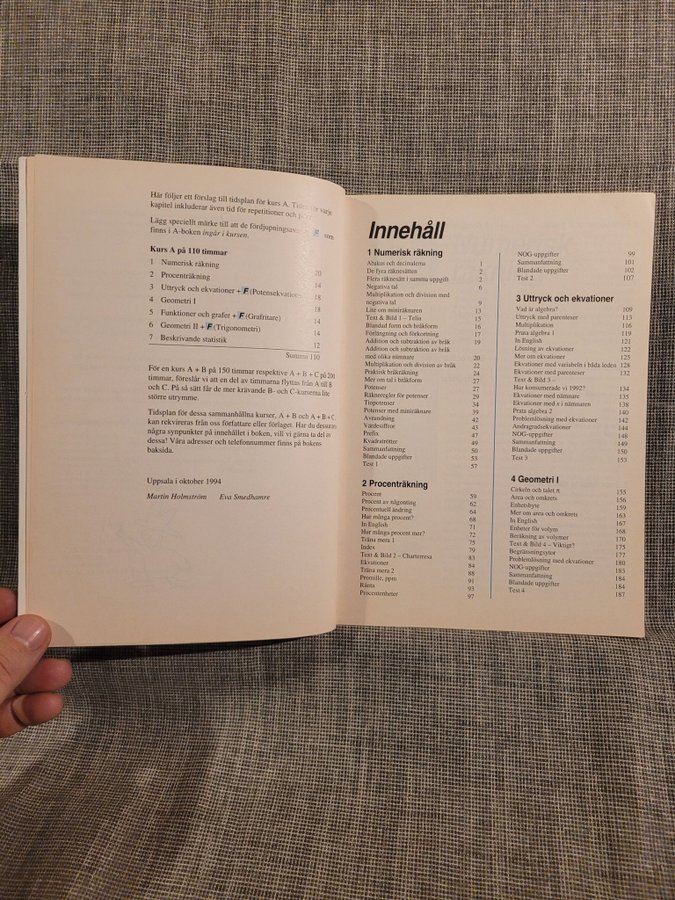 Här följer ett förslag till tidsplan för kurs A. Tiden för varje
kapitel inkluderar även tid för repetitioner och prov.
Lägg speciellt märke till att de fördjupningsavsnitt F som
finns i A-boken ingår i kursen.
Kurs A på 110 timmar
1 Numerisk räkning 20
2 Procenträkning 14
3 Uttryck och ekvationer + F (Potensekvationer) 18
4 Geometri I 14
5 Funktioner och grafer + F (Grafritare) 18
6 Geometri II + F (Trigonometri) 14
7 Beskrivande statistik 12
Summa 110
För en kurs A + B på 150 timmar respektive A + B + C på 200
timmar, föreslår vi att en del av timmarna flyttas från A till B
och C. På så sätt får de mer krävande B- och C-kurserna lite
större utrymme.
Tidsplan för dessa sammanhållna kurser, A + B och A + B + C
kan rekvireras från oss författare eller förlaget. Har du dessutom
några synpunkter på innehållet i boken, vill vi gärna ta del av
dessa! Våra adresser och telefonnummer finns på bokens
baksida.
Uppsala i oktober 1994
Martin Holmström Eva Smedhamre
Innehåll
1 Numerisk räkning
Abakus och decimalerna 1
De fyra räknesätten 2
Flera räknesätt i samma uppgift 2
Negativa tal 6
Multiplikation och division med
negativa tal 9
Lite om miniräknaren 13
Text & Bild 1 – Telia 15
Blandad form och bråkform 16
Förlängning och förkortning 17
Addition och subtraktion av bråk 19
Addition och subtraktion av bråk
med olika nämnare 20
Multiplikation och division av bråk 22
Praktisk bråkräkning 24
Mer om tal i bråkform 27
Potenser 27
Räkneregler för potenser 29
Tiopotenser 34
Potenser med miniräknare 39
Avrundning 42
Värdesiffror 45
Prefix 47
Kvadratrötter 49
Sammanfattning 50
Blandade uppgifter 53
Test 1 57
2 Procenträkning
Procent 59
Procent av någonting 62
Procentuell ändring 64
Hur många procent? 68
In English 71
Hur många procent mer? 72
Träna mera 1 75
Index 79
Text & Bild 2 – Charterresa 83
Ekvationer 84
Träna mera 2 88
Promille, ppm 91
Ränta 93
Procentenheter 97
NOG-uppgifter 99
Sammanfattning 101
Blandade uppgifter 102
Test 2 107
3 Uttryck och ekvationer
Vad är algebra? 109
Uttryck med parenteser 113
Multiplikation 116
Prata algebra 1 119
In English 121
Lösning av ekvationer 122
Mer om ekvationer 125
Ekvationer med variabeln i båda leden 128
Ekvationer med parenteser 132
Text & Bild 3 –
Har konsumerade vi 1992? 134
Ekvationer med nämnare 135
Ekvationer med x i nämnaren 138
Prata algebra 2 140
Problemlösning med ekvationer 142
Andragradsekvationer 144
NOG-uppgifter 148
Sammanfattning 149
Blandade uppgifter 150
Test 3 153
4 Geometri I
Cirkeln och talet π 155
Area och omkrets 156
Enhetsbyte 159
Mer om area och omkrets 163
In English 167
Enheter för volym 168
Beräkning av volymer 170
Text & Bild 4 – Viktigt? 175
Begränsningsytor 177
Problemlösning med ekvationer 180
NOG-uppgifter 183
Sammanfattning 184
Blandade uppgifter 184
Test 4 187